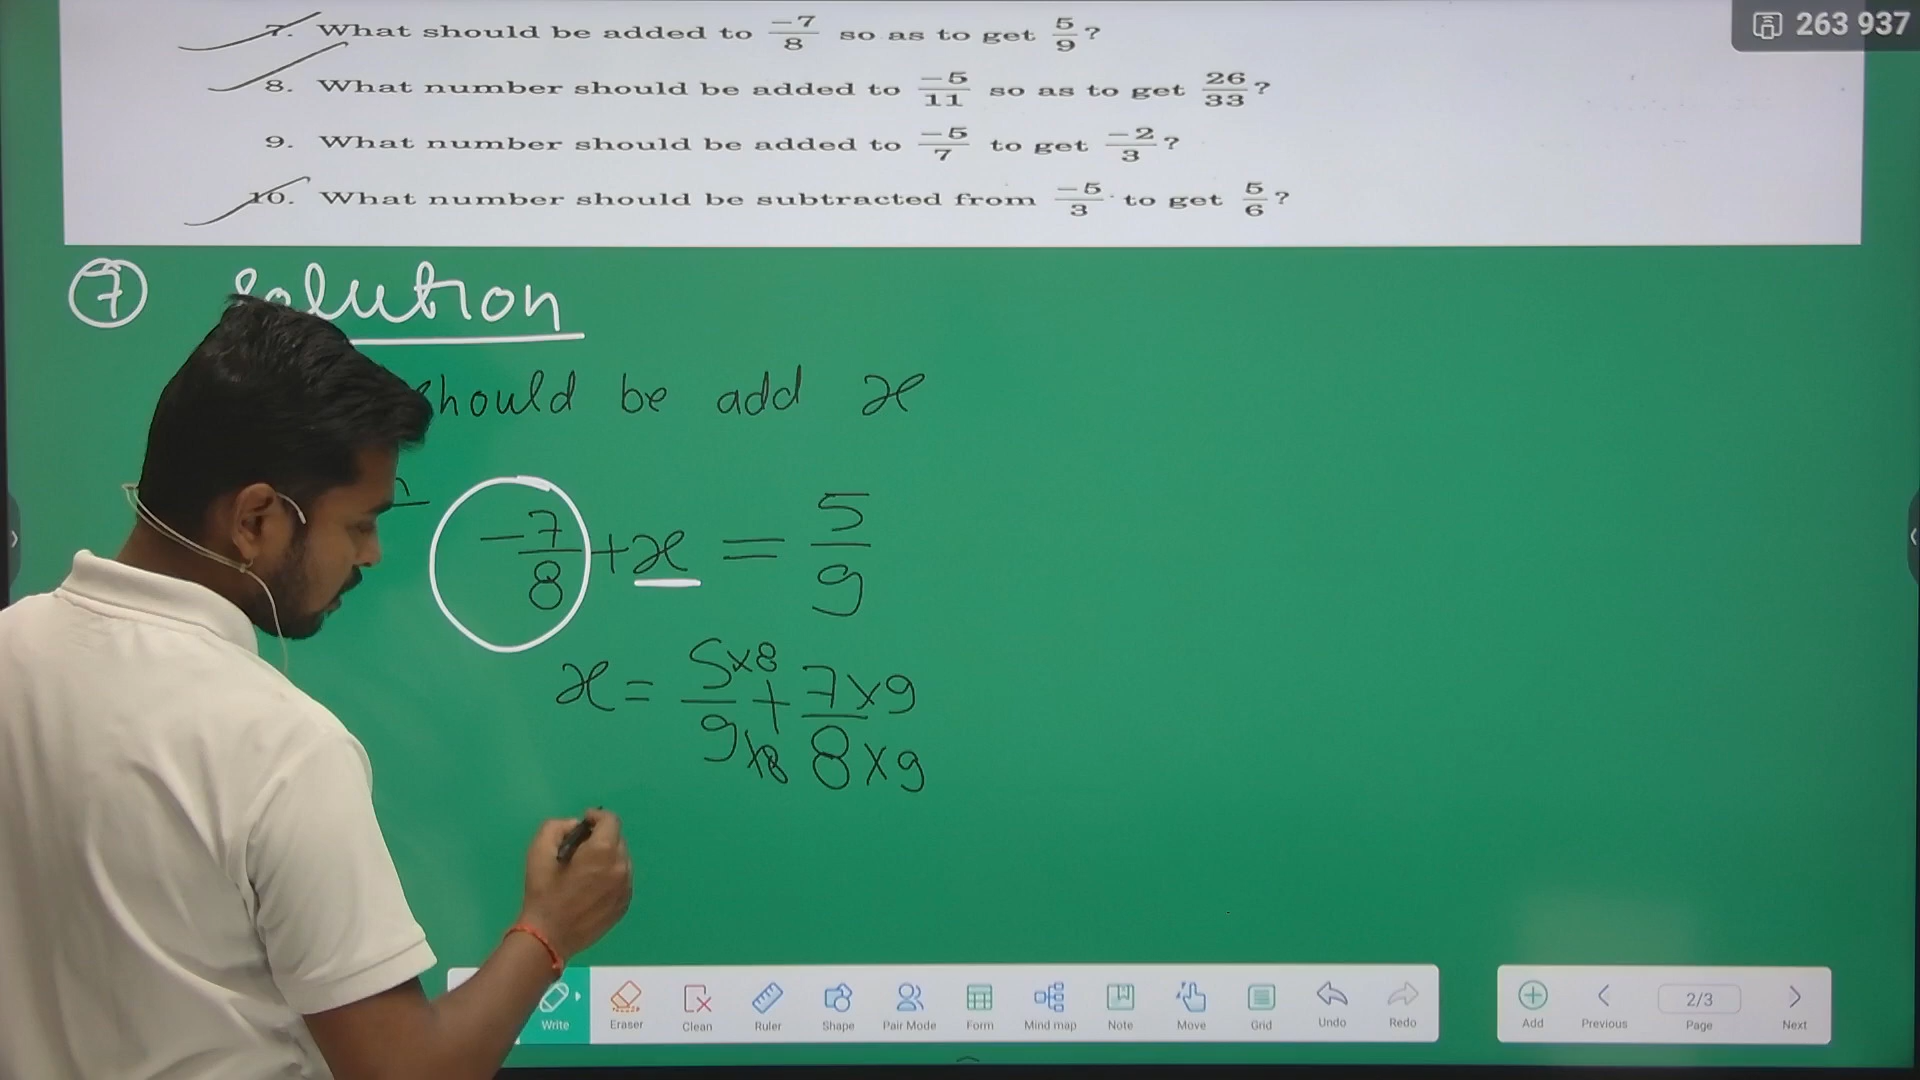 263 937
7. What should be added to -7/8 so as to get 5/9?
8. What number should be added to -5/11 so as to get 26/33?
9. What number should be added to -5/7 to get -2/3?
10. What number should be subtracted from -5/3 to get 5/6?
7 solution
should be add x
-7/8 + x = 5/9
x = 5×8/9×8 + 7×9/8×9
Write Eraser Clean Ruler Shape Pair Mode Form Mind map Note Move Grid Undo Redo Add Previous 2/3 Page Next